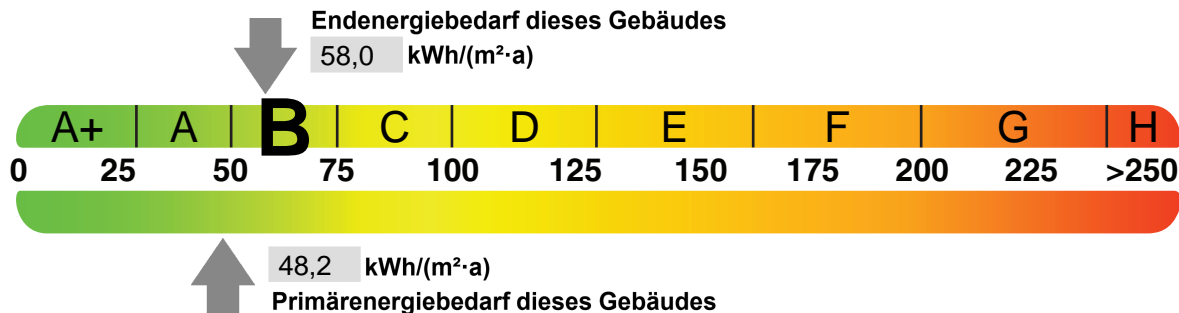 Endenergiebedarf dieses Gebäudes
58,0 kWh/(m²·a)
A+ A B C D E F G H
0 25 50 75 100 125 150 175 200 225 >250
48,2 kWh/(m²·a)
Primärenergiebedarf dieses Gebäudes